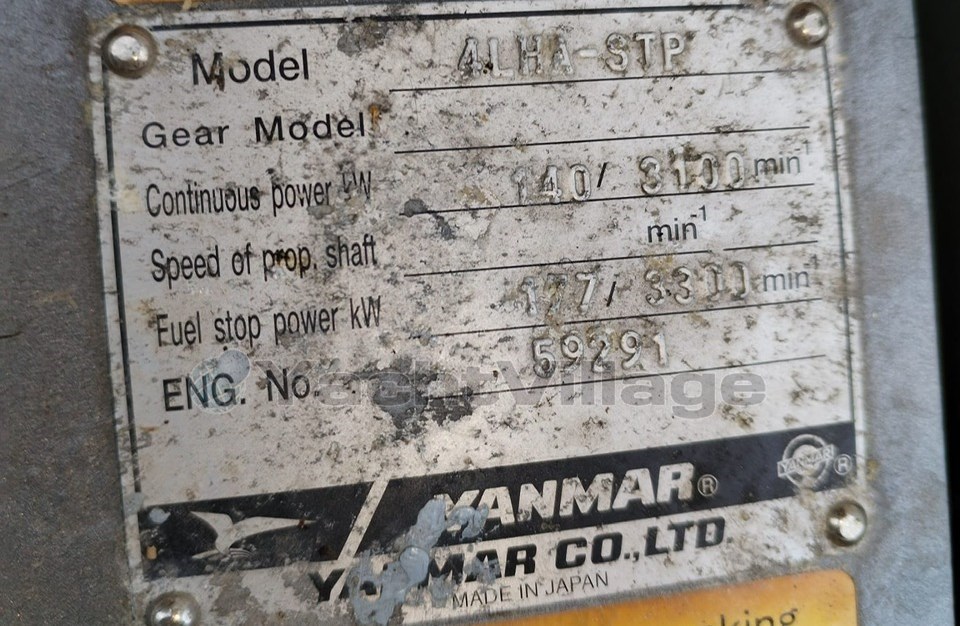 Model 4LHA-STP
Gear Model
Continuous power kW 140/ 3100 min-1
Speed of prop. shaft min-1
Fuel stop power kW 177/ 3300 min-1
ENG. No. 59291
YachtVillage
YANMAR® YANMAR ®
YANMAR CO.,LTD.
MADE IN JAPAN